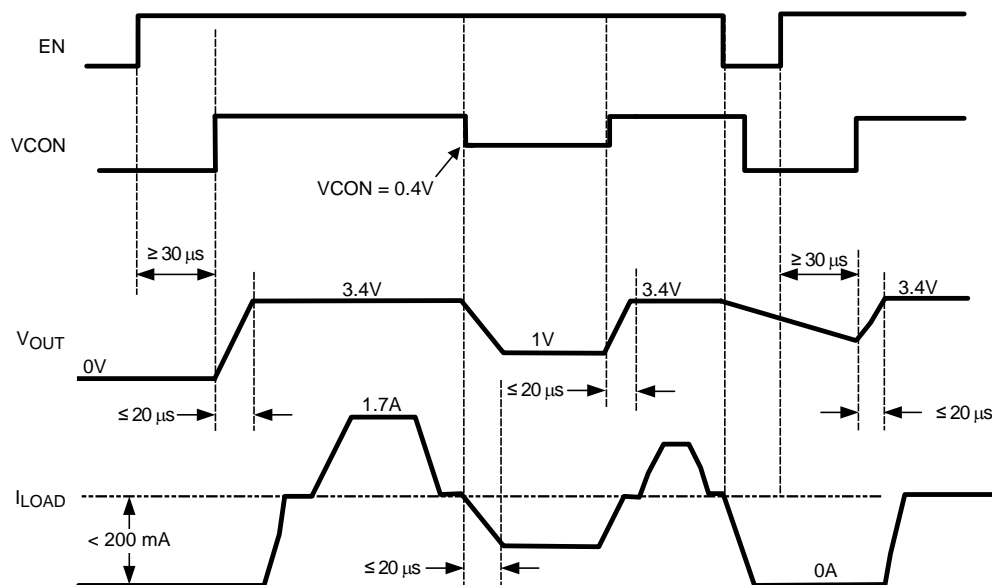 EN
VCON
VCON = 0.4V
≥ 30 µs
≥ 30 µs
3.4V
3.4V
3.4V
VOUT
1V
0V
≤ 20 µs
1.7A
≤ 20 µs
≤ 20 µs
ILOAD
< 200 mA
≤ 20 µs
0A